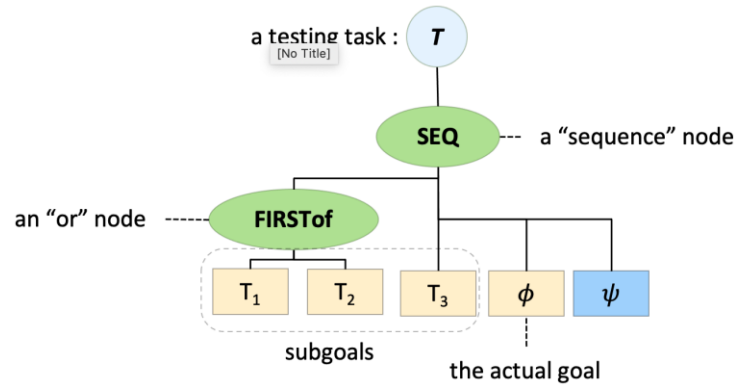 a testing task :
T
[No Title]
SEQ
a “sequence” node
an “or” node
FIRSTof
T₁
T₂
T₃
ϕ
ψ
subgoals
the actual goal